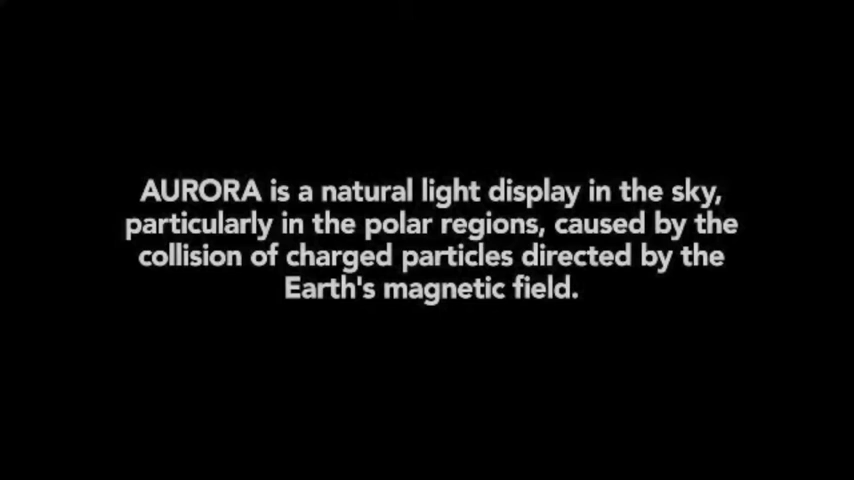 AURORA is a natural light display in the sky,
particularly in the polar regions, caused by the
collision of charged particles directed by the
Earth's magnetic field.